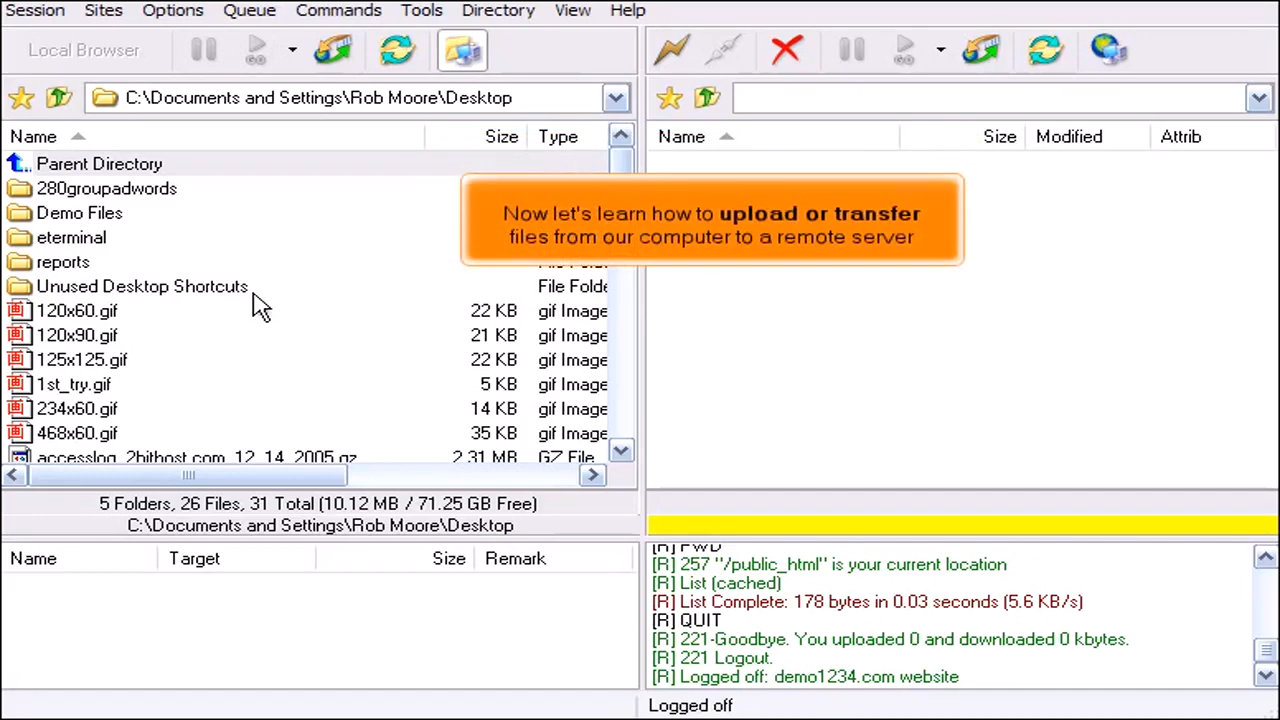 Session Sites Options Queue Commands Tools Directory View Help
Local Browser
C:\Documents and Settings\Rob Moore\Desktop
Name Size Type
Name Size Modified Attrib
Parent Directory
280groupadwords
Demo Files
eterminal
reports
Unused Desktop Shortcuts File Folde
120x60.gif 22 KB gif Image
120x90.gif 21 KB gif Image
125x125.gif 22 KB gif Image
1st_try.gif 5 KB gif Image
234x60.gif 14 KB gif Image
468x60.gif 35 KB gif Image
accesslog_2bithost.com_12_14_2005.gz 2.31 MB GZ File
Now let's learn how to upload or transfer
files from our computer to a remote server
5 Folders, 26 Files, 31 Total (10.12 MB / 71.25 GB Free)
C:\Documents and Settings\Rob Moore\Desktop
Name Target Size Remark
[R] PWD
[R] 257 "/public_html" is your current location
[R] List (cached)
[R] List Complete: 178 bytes in 0.03 seconds (5.6 KB/s)
[R] QUIT
[R] 221-Goodbye. You uploaded 0 and downloaded 0 kbytes.
[R] 221 Logout.
[R] Logged off: demo1234.com website
Logged off